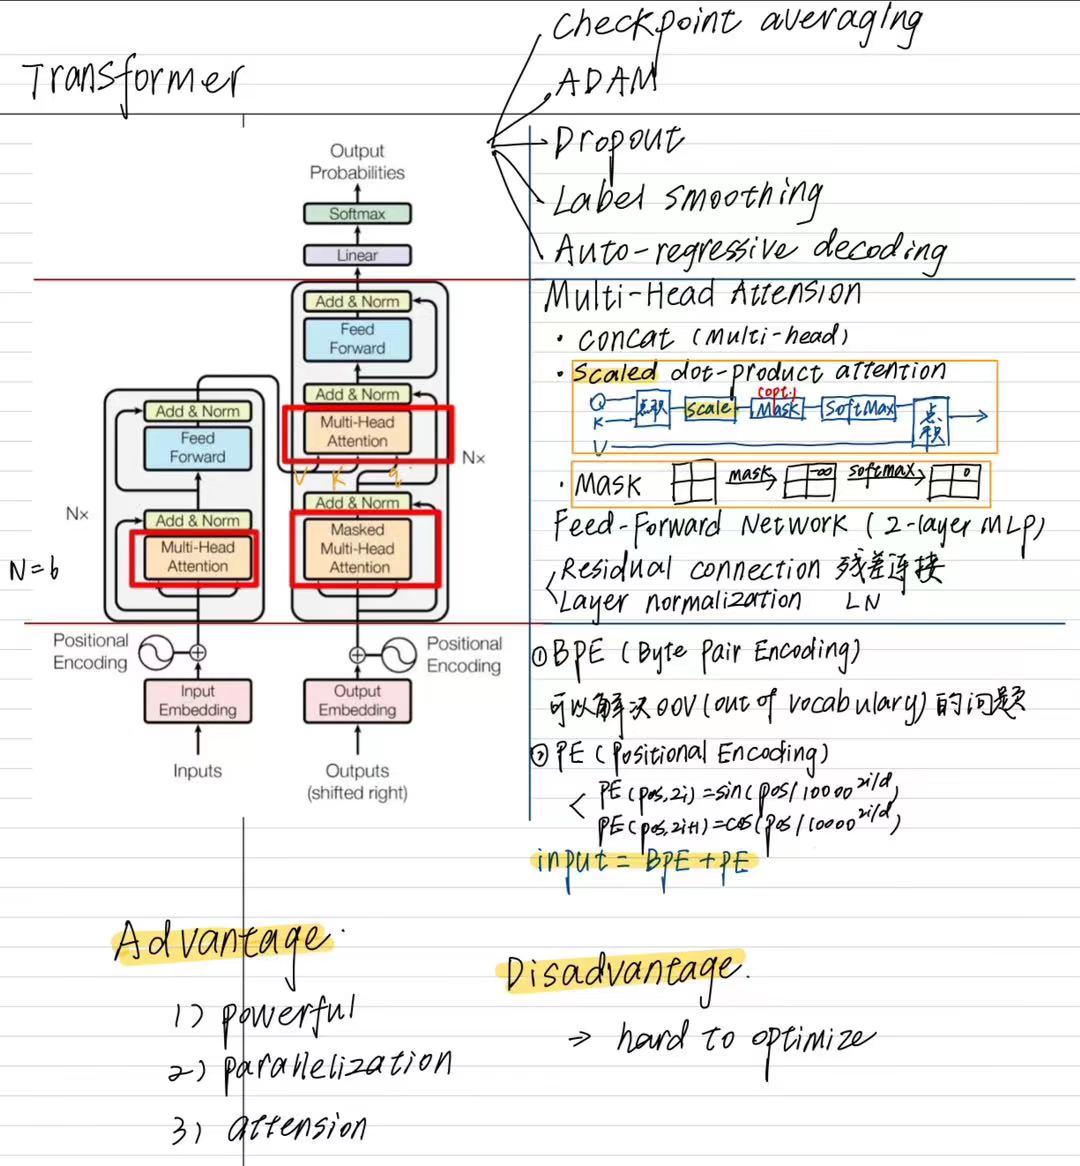 Transformer
Checkpoint averaging
ADAM
Dropout
Label smoothing
Auto-regressive decoding
Output
Probabilities
Softmax
Linear
Add & Norm
Feed
Forward
Add & Norm
Multi-Head
Attention
V K q
Nx
Add & Norm
Masked
Multi-Head
Attention
Add & Norm
Feed
Forward
Nx
Add & Norm
Multi-Head
Attention
N=6
Positional
Encoding
Positional
Encoding
Input
Embedding
Output
Embedding
Inputs
Outputs
(shifted right)
Multi-Head Attension
· concat (Multi-head)
· Scaled dot-product attention
(opt.)
Q
K
V
点积
scale
Mask
SoftMax
点积
· Mask
mask
-∞
softmax
0
Feed-Forward Network (2-layer MLP)
Residual connection 残差连接
Layer normalization LN
① BPE (Byte Pair Encoding)
可以解决OOV(out of vocabulary)的问题
② PE (Positional Encoding)
PE(pos,2i)=sin(pos/10000^2i/d)
PE(pos,2i+1)=cos(pos/10000^2i/d)
input = BPE + PE
Advantage.
1) powerful
2) parallelization
3) attension
Disadvantage.
→ hard to optimize